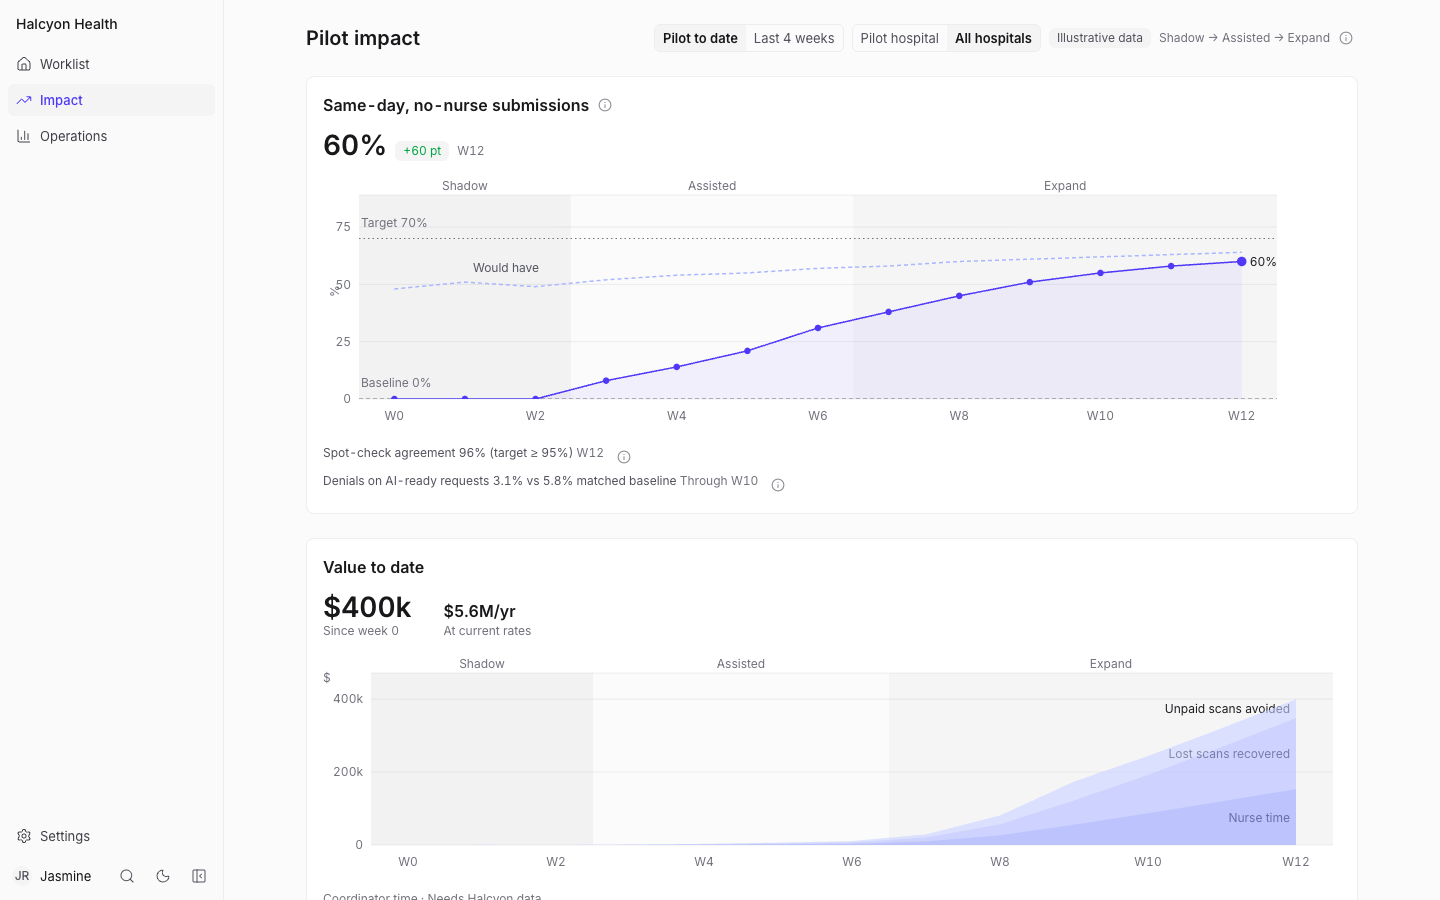 Halcyon Health
Worklist
Impact
Operations
Settings
JR Jasmine
Pilot impact
Pilot to date Last 4 weeks Pilot hospital All hospitals Illustrative data Shadow → Assisted → Expand
Same-day, no-nurse submissions
60% +60 pt W12
Shadow Assisted Expand
75
Target 70%
Would have
%
50
60%
25
Baseline 0%
0
W0 W2 W4 W6 W8 W10 W12
Spot-check agreement 96% (target ≥ 95%) W12
Denials on AI-ready requests 3.1% vs 5.8% matched baseline Through W10
Value to date
$400k $5.6M/yr
Since week 0 At current rates
Shadow Assisted Expand
$
400k
Unpaid scans avoided
Lost scans recovered
200k
Nurse time
0
W0 W2 W4 W6 W8 W10 W12
Coordinator time · Needs Halcyon data